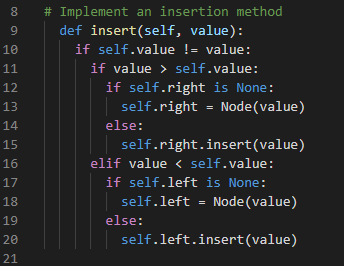 8 # Implement an insertion method
9 def insert(self, value):
10 if self.value != value:
11 if value > self.value:
12 if self.right is None:
13 self.right = Node(value)
14 else:
15 self.right.insert(value)
16 elif value < self.value:
17 if self.left is None:
18 self.left = Node(value)
19 else:
20 self.left.insert(value)
21